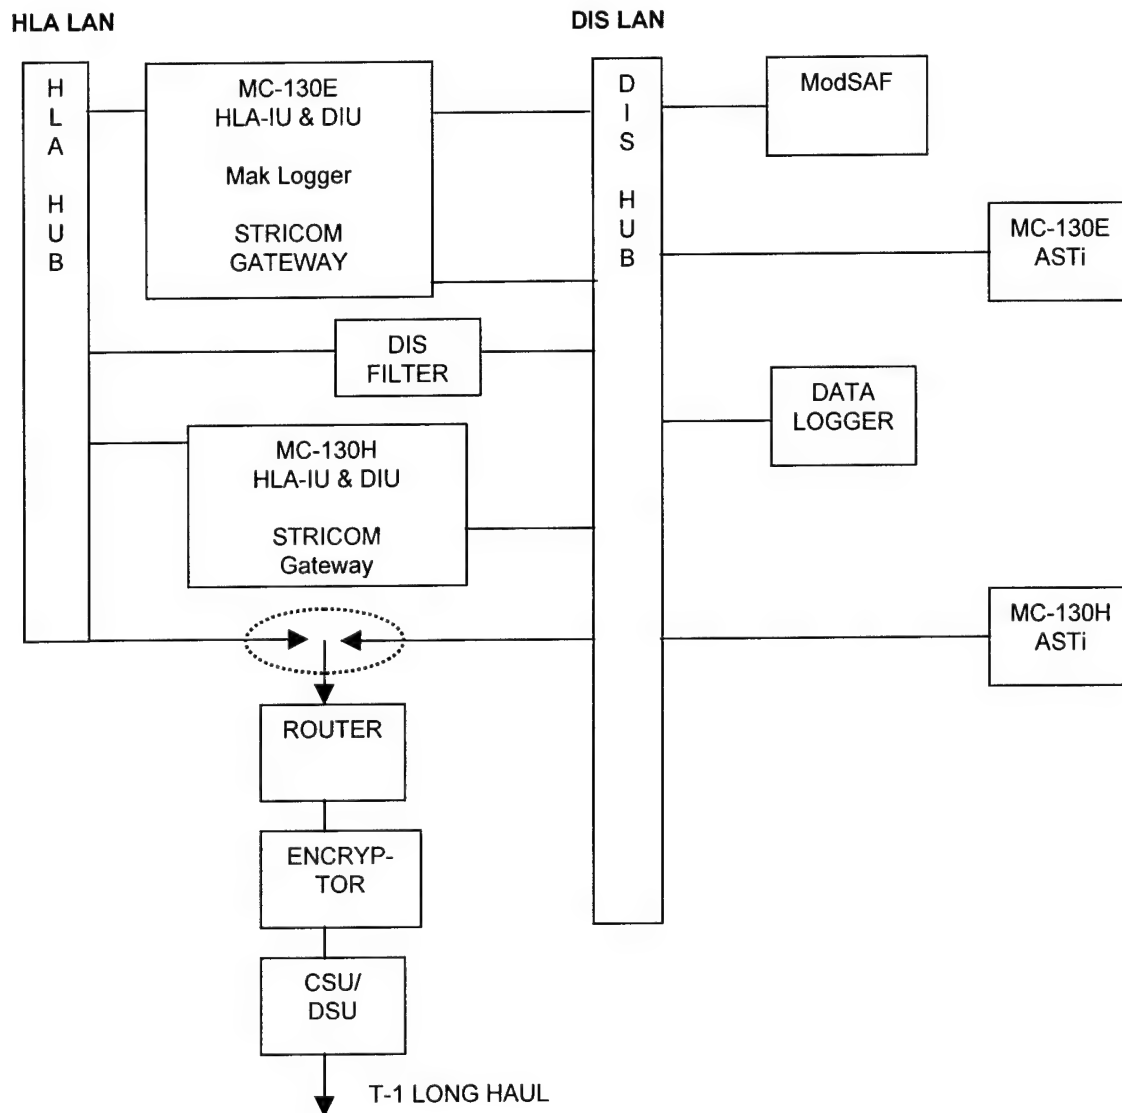 HLA LAN
DIS LAN
H
L
A
H
U
B
MC-130E
HLA-IU & DIU
Mak Logger
STRICOM
GATEWAY
D
I
S
H
U
B
ModSAF
MC-130E
ASTi
DIS
FILTER
DATA
LOGGER
MC-130H
HLA-IU & DIU
STRICOM
Gateway
MC-130H
ASTi
ROUTER
ENCRYP-
TOR
CSU/
DSU
T-1 LONG HAUL